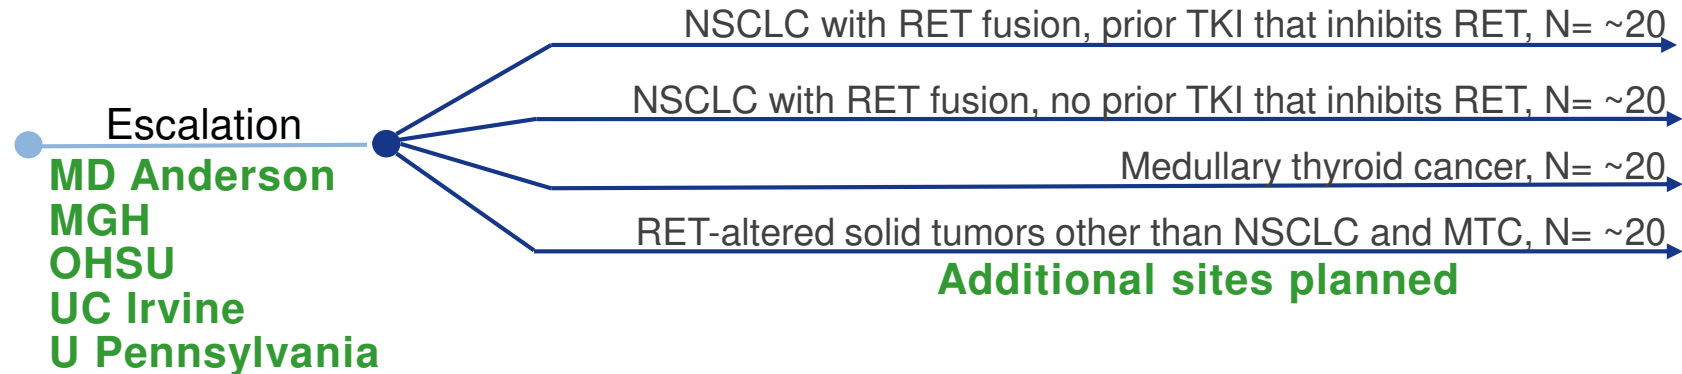 NSCLC with RET fusion, prior TKI that inhibits RET, N= ~20
NSCLC with RET fusion, no prior TKI that inhibits RET, N= ~20
Escalation
Medullary thyroid cancer, N= ~20
RET-altered solid tumors other than NSCLC and MTC, N= ~20
Additional sites planned
MD Anderson
MGH
OHSU
UC Irvine
U Pennsylvania